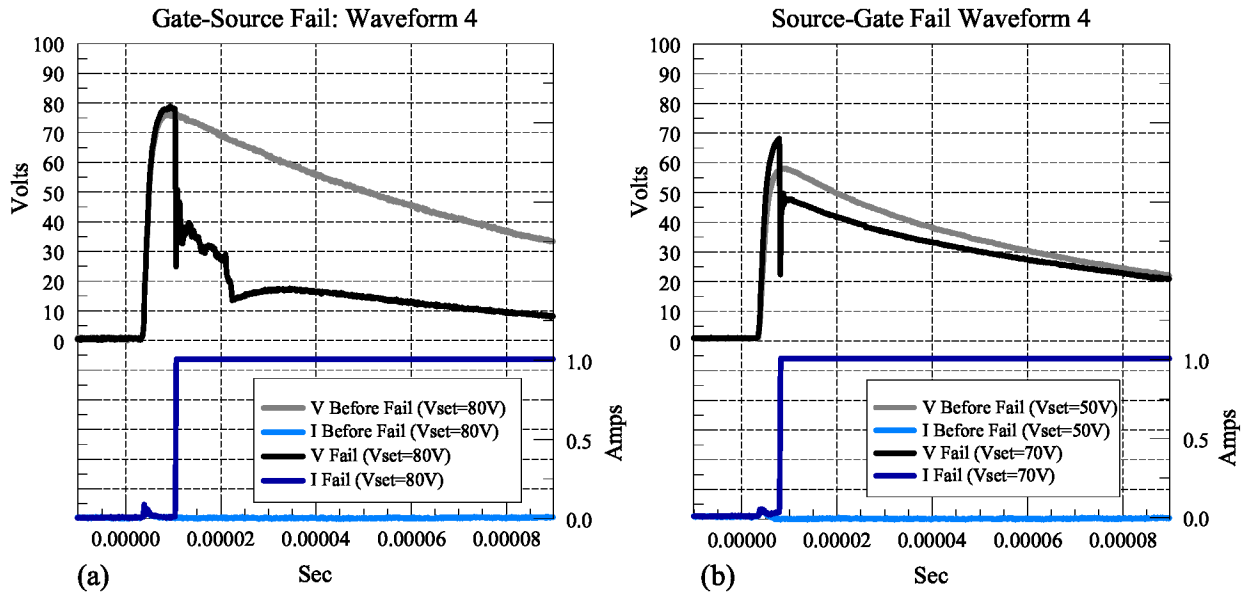 Gate-Source Fail: Waveform 4
100
90
80
70
60
50
40
30
20
10
0
Volts
1.0
0.5
0.0
Amps
V Before Fail (Vset=80V)
I Before Fail (Vset=80V)
V Fail (Vset=80V)
I Fail (Vset=80V)
0.00000 0.00002 0.00004 0.00006 0.00008
Sec
(a)
Source-Gate Fail Waveform 4
100
90
80
70
60
50
40
30
20
10
0
Volts
1.0
0.5
0.0
Amps
V Before Fail (Vset=50V)
I Before Fail (Vset=50V)
V Fail (Vset=70V)
I Fail (Vset=70V)
0.00000 0.00002 0.00004 0.00006 0.00008
Sec
(b)